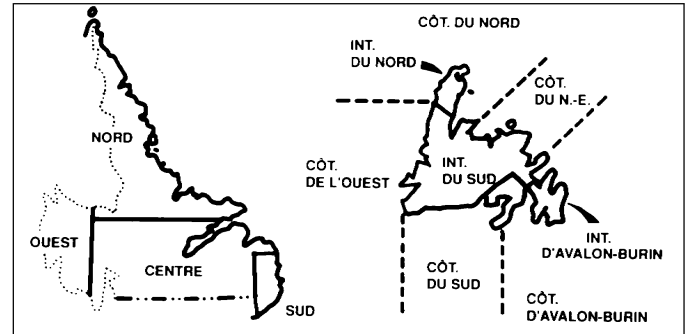 NORD
OUEST
CENTRE
SUD
CÔT. DU NORD
INT.
DU NORD
CÔT.
DU N.-E.
CÔT.
DE L'OUEST
INT.
DU SUD
INT.
D'AVALON-BURIN
CÔT.
DU SUD
CÔT.
D'AVALON-BURIN